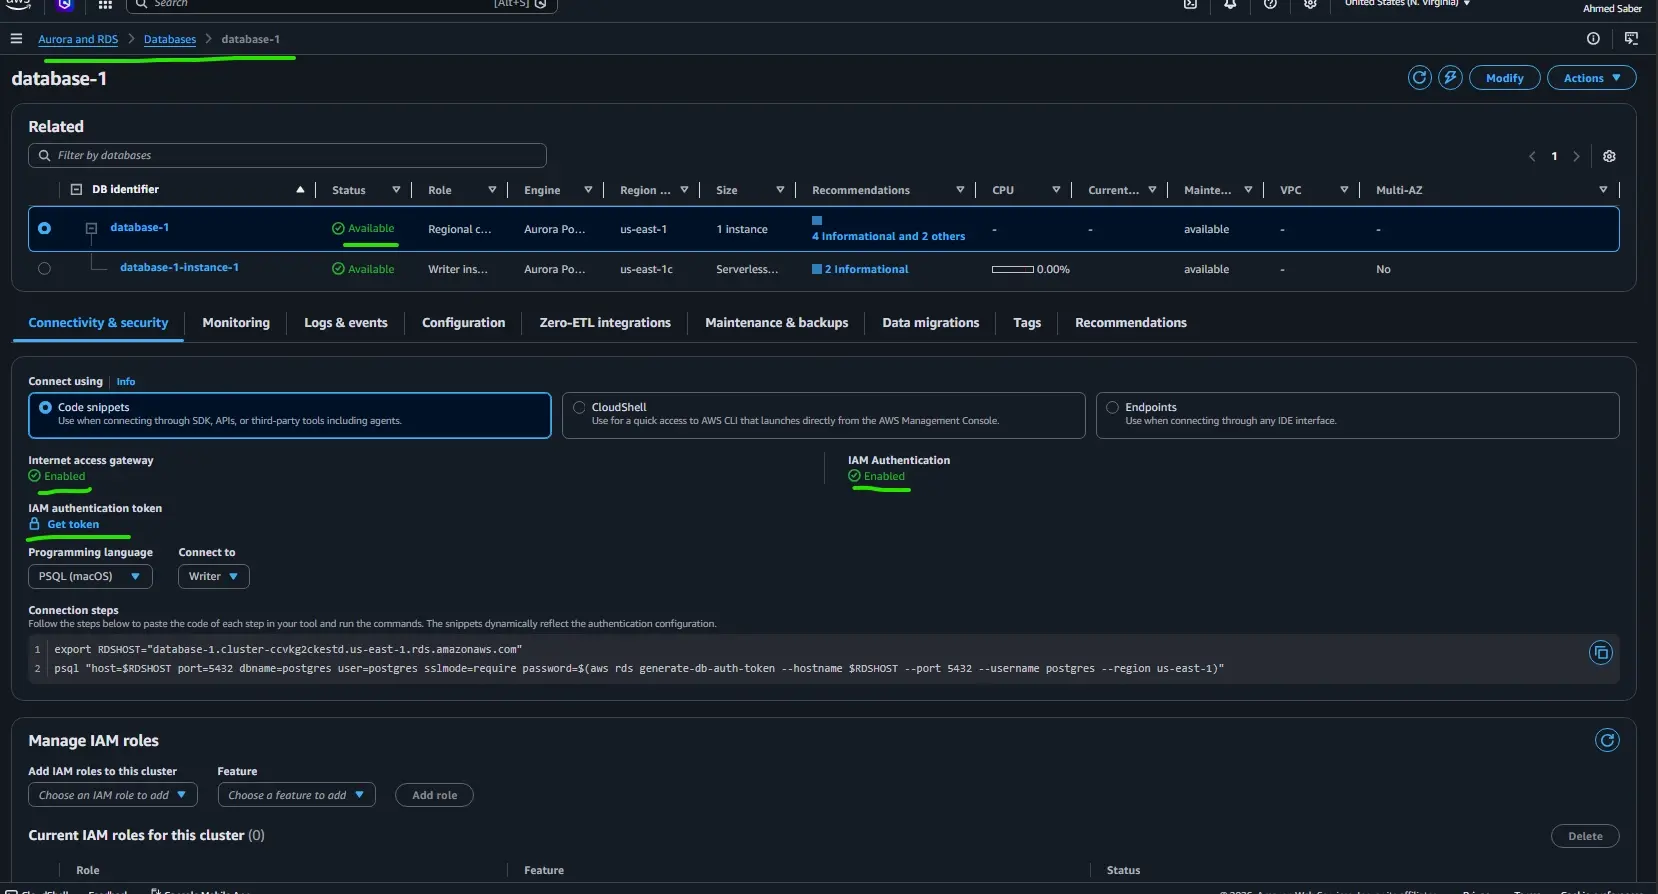 aws
Search
[Alt+S]
United States (N. Virginia)
Ahmed Saber
Aurora and RDS
Databases
database-1
database-1
Modify
Actions
Related
Filter by databases
1
DB identifier
Status
Role
Engine
Region ...
Size
Recommendations
CPU
Current...
Mainte...
VPC
Multi-AZ
database-1
Available
Regional c...
Aurora Po...
us-east-1
1 instance
4 Informational and 2 others
-
-
available
-
-
database-1-instance-1
Available
Writer ins...
Aurora Po...
us-east-1c
Serverless...
2 Informational
0.00%
available
-
No
Connectivity & security
Monitoring
Logs & events
Configuration
Zero-ETL integrations
Maintenance & backups
Data migrations
Tags
Recommendations
Connect using
Info
Code snippets
Use when connecting through SDK, APIs, or third-party tools including agents.
CloudShell
Use for a quick access to AWS CLI that launches directly from the AWS Management Console.
Endpoints
Use when connecting through any IDE interface.
Internet access gateway
Enabled
IAM Authentication
Enabled
IAM authentication token
Get token
Programming language
Connect to
PSQL (macOS)
Writer
Connection steps
Follow the steps below to paste the code of each step in your tool and run the commands. The snippets dynamically reflect the authentication configuration.
1 export RDSHOST="database-1.cluster-ccvkg2ckestd.us-east-1.rds.amazonaws.com"
2 psql "host=$RDSHOST port=5432 dbname=postgres user=postgres sslmode=require password=$(aws rds generate-db-auth-token --hostname $RDSHOST --port 5432 --username postgres --region us-east-1)"
Manage IAM roles
Add IAM roles to this cluster
Feature
Choose an IAM role to add
Choose a feature to add
Add role
Current IAM roles for this cluster (0)
Delete
Role
Feature
Status